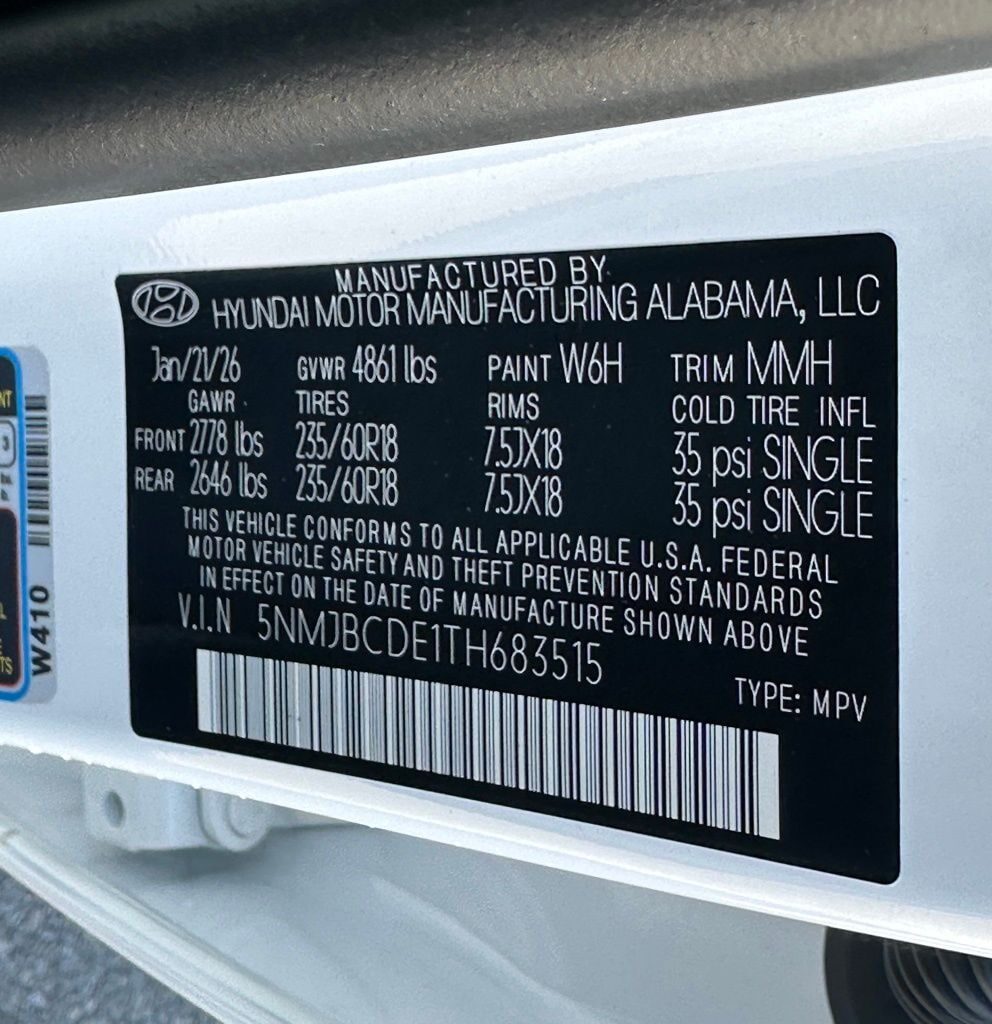 MANUFACTURED BY
HYUNDAI MOTOR MANUFACTURING ALABAMA, LLC
Jan/21/26 GVWR 4861 lbs PAINT W6H TRIM MMH
GAWR TIRES RIMS COLD TIRE INFL
FRONT 2778 lbs 235/60R18 7.5JX18 35 psi SINGLE
REAR 2646 lbs 235/60R18 7.5JX18 35 psi SINGLE
THIS VEHICLE CONFORMS TO ALL APPLICABLE U.S.A. FEDERAL
MOTOR VEHICLE SAFETY AND THEFT PREVENTION STANDARDS
IN EFFECT ON THE DATE OF MANUFACTURE SHOWN ABOVE
V.I.N 5NMJBCDE1TH683515
TYPE: MPV
W410
3